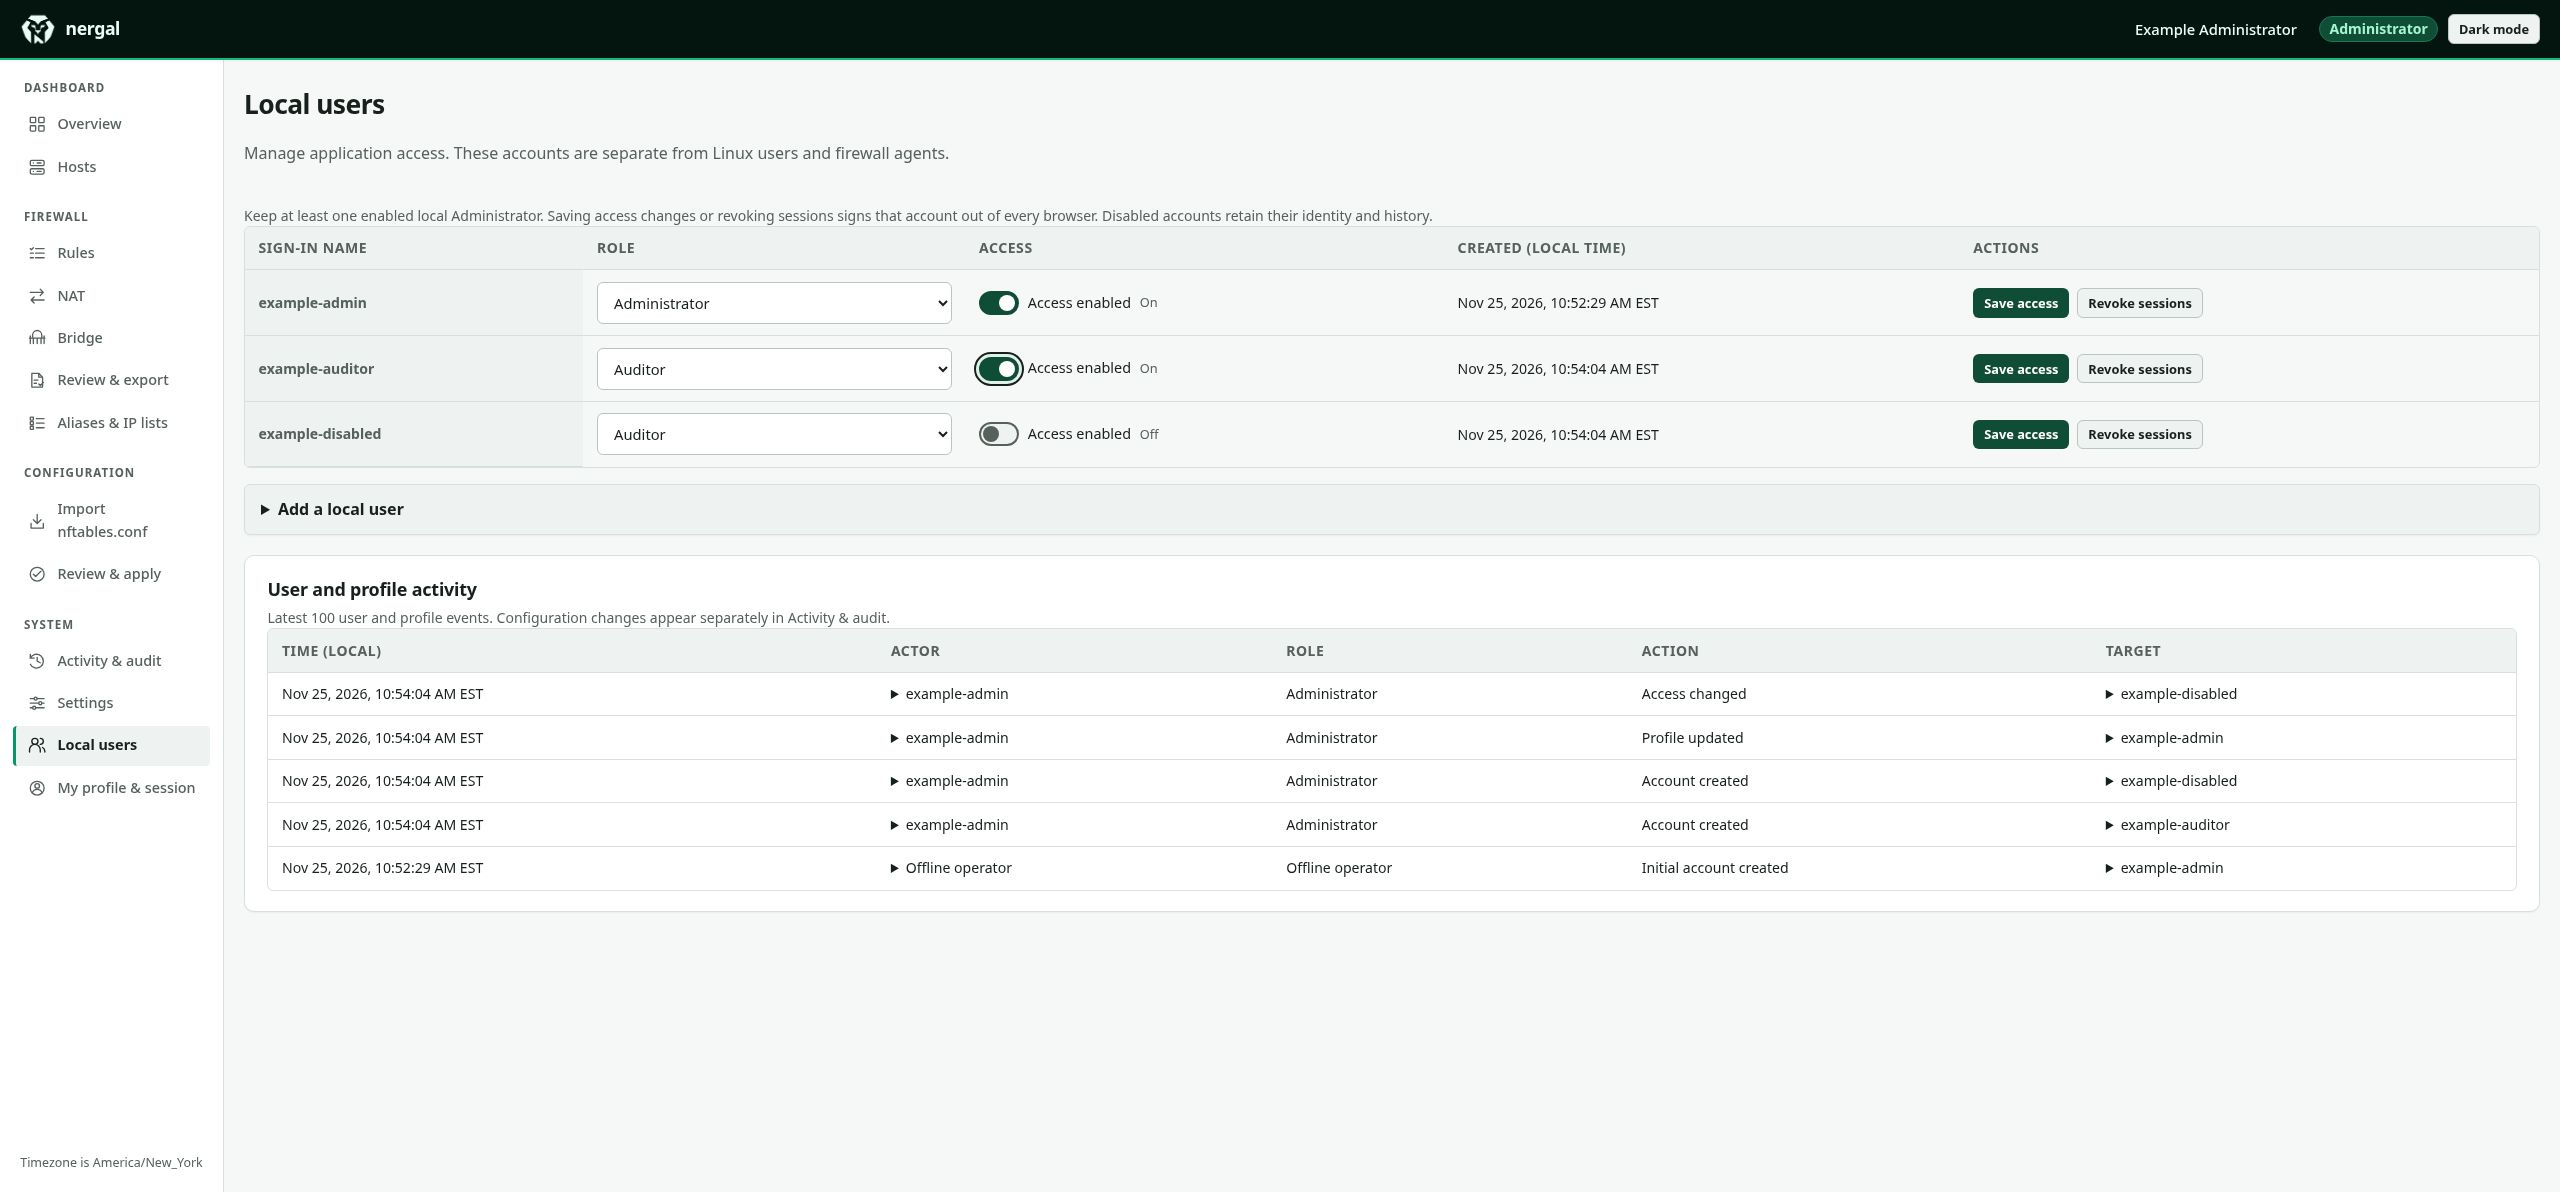 nergal
Example Administrator Administrator Dark mode
DASHBOARD
Overview
Hosts
FIREWALL
Rules
NAT
Bridge
Review & export
Aliases & IP lists
CONFIGURATION
Import
nftables.conf
Review & apply
SYSTEM
Activity & audit
Settings
Local users
My profile & session
Timezone is America/New_York
Local users
Manage application access. These accounts are separate from Linux users and firewall agents.
Keep at least one enabled local Administrator. Saving access changes or revoking sessions signs that account out of every browser. Disabled accounts retain their identity and history.
SIGN-IN NAME ROLE ACCESS CREATED (LOCAL TIME) ACTIONS
example-admin Administrator Access enabled On Nov 25, 2026, 10:52:29 AM EST Save access Revoke sessions
example-auditor Auditor Access enabled On Nov 25, 2026, 10:54:04 AM EST Save access Revoke sessions
example-disabled Auditor Access enabled Off Nov 25, 2026, 10:54:04 AM EST Save access Revoke sessions
Add a local user
User and profile activity
Latest 100 user and profile events. Configuration changes appear separately in Activity & audit.
TIME (LOCAL) ACTOR ROLE ACTION TARGET
Nov 25, 2026, 10:54:04 AM EST example-admin Administrator Access changed example-disabled
Nov 25, 2026, 10:54:04 AM EST example-admin Administrator Profile updated example-admin
Nov 25, 2026, 10:54:04 AM EST example-admin Administrator Account created example-disabled
Nov 25, 2026, 10:54:04 AM EST example-admin Administrator Account created example-auditor
Nov 25, 2026, 10:52:29 AM EST Offline operator Offline operator Initial account created example-admin